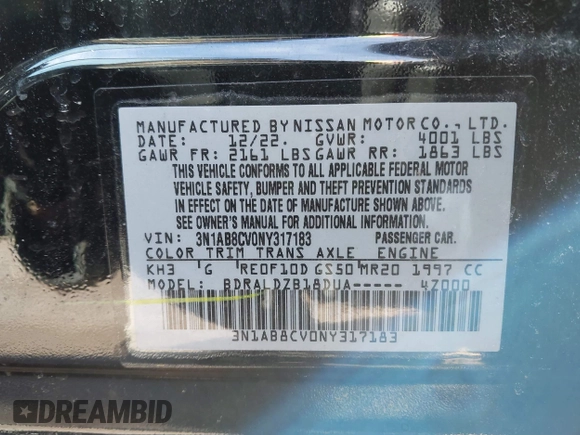 MANUFACTURED BY NISSAN MOTOR CO., LTD.
DATE: 12/22. GVWR: 4001 LBS
GAWR FR: 2161 LBS GAWR RR: 1863 LBS
THIS VEHICLE CONFORMS TO ALL APPLICABLE FEDERAL MOTOR
VEHICLE SAFETY, BUMPER AND THEFT PREVENTION STANDARDS
IN EFFECT ON THE DATE OF MANUFACTURE SHOWN ABOVE.
SEE OWNER'S MANUAL FOR ADDITIONAL INFORMATION.
VIN: 3N1AB8CV0NY317183 PASSENGER CAR.
COLOR TRIM TRANS AXLE ENGINE
KH3 G RE0F10D GS50 MR20 1997 CC
MODEL: BDRALDZB18DUA----- 4Z000
3N1AB8CV0NY317183
DREAMBID